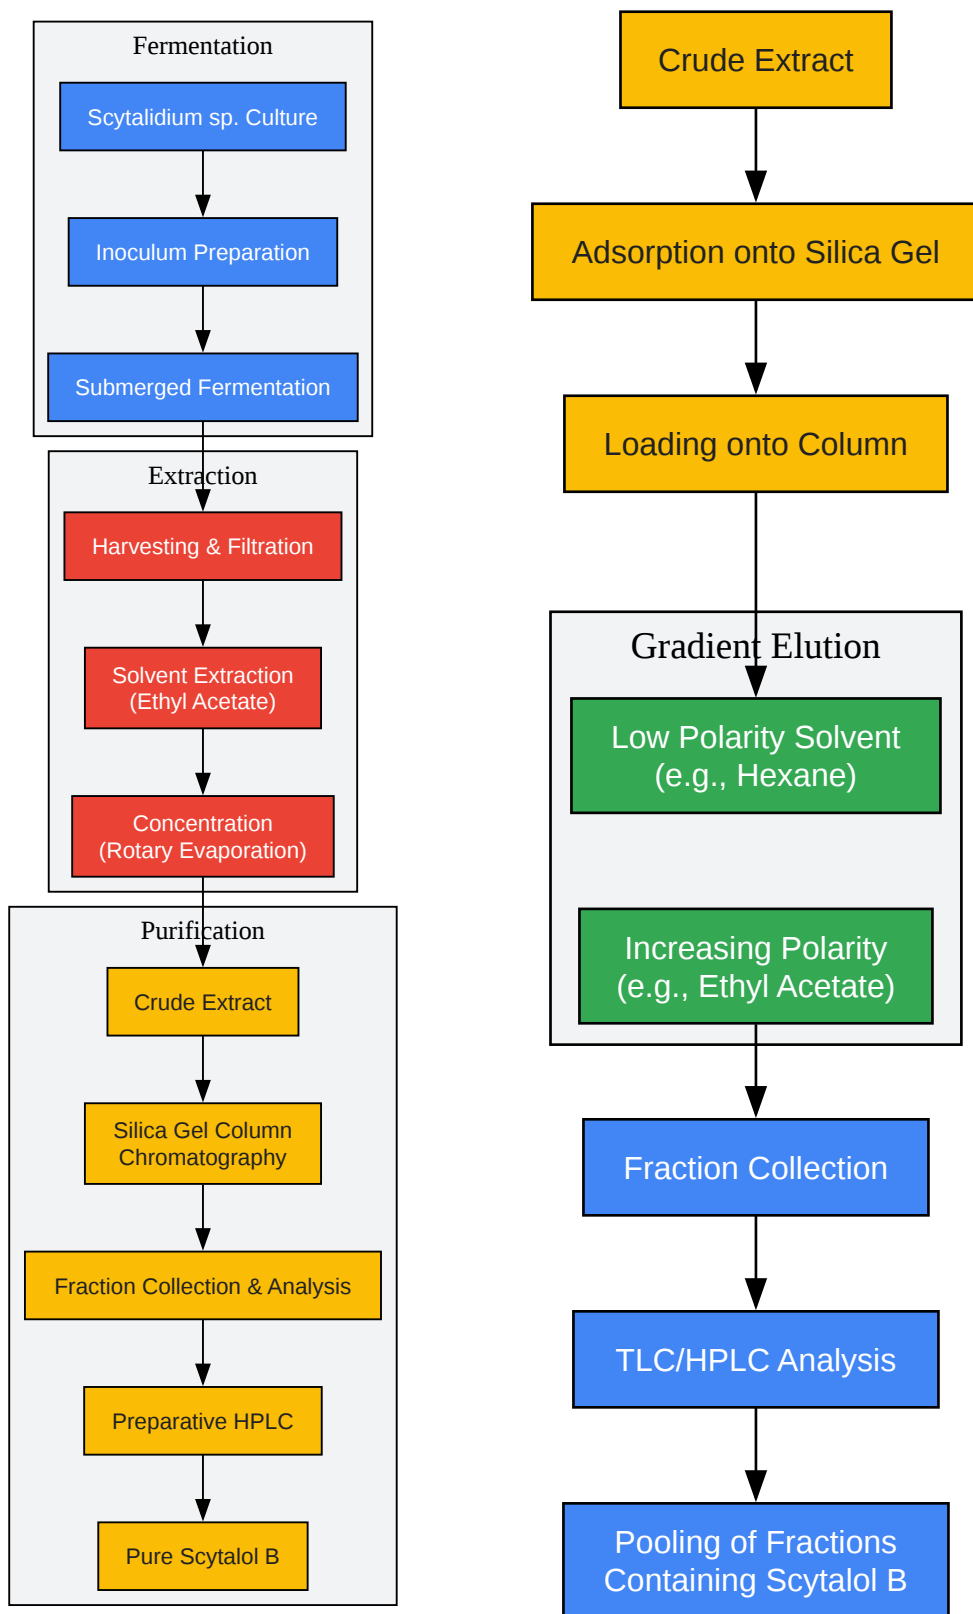 Fermentation
Scytalidium sp. Culture
Inoculum Preparation
Submerged Fermentation
Extraction
Harvesting & Filtration
Solvent Extraction
(Ethyl Acetate)
Concentration
(Rotary Evaporation)
Purification
Crude Extract
Silica Gel Column
Chromatography
Fraction Collection & Analysis
Preparative HPLC
Pure Scytalol B
Crude Extract
Adsorption onto Silica Gel
Loading onto Column
Gradient Elution
Low Polarity Solvent
(e.g., Hexane)
Increasing Polarity
(e.g., Ethyl Acetate)
Fraction Collection
TLC/HPLC Analysis
Pooling of Fractions
Containing Scytalol B